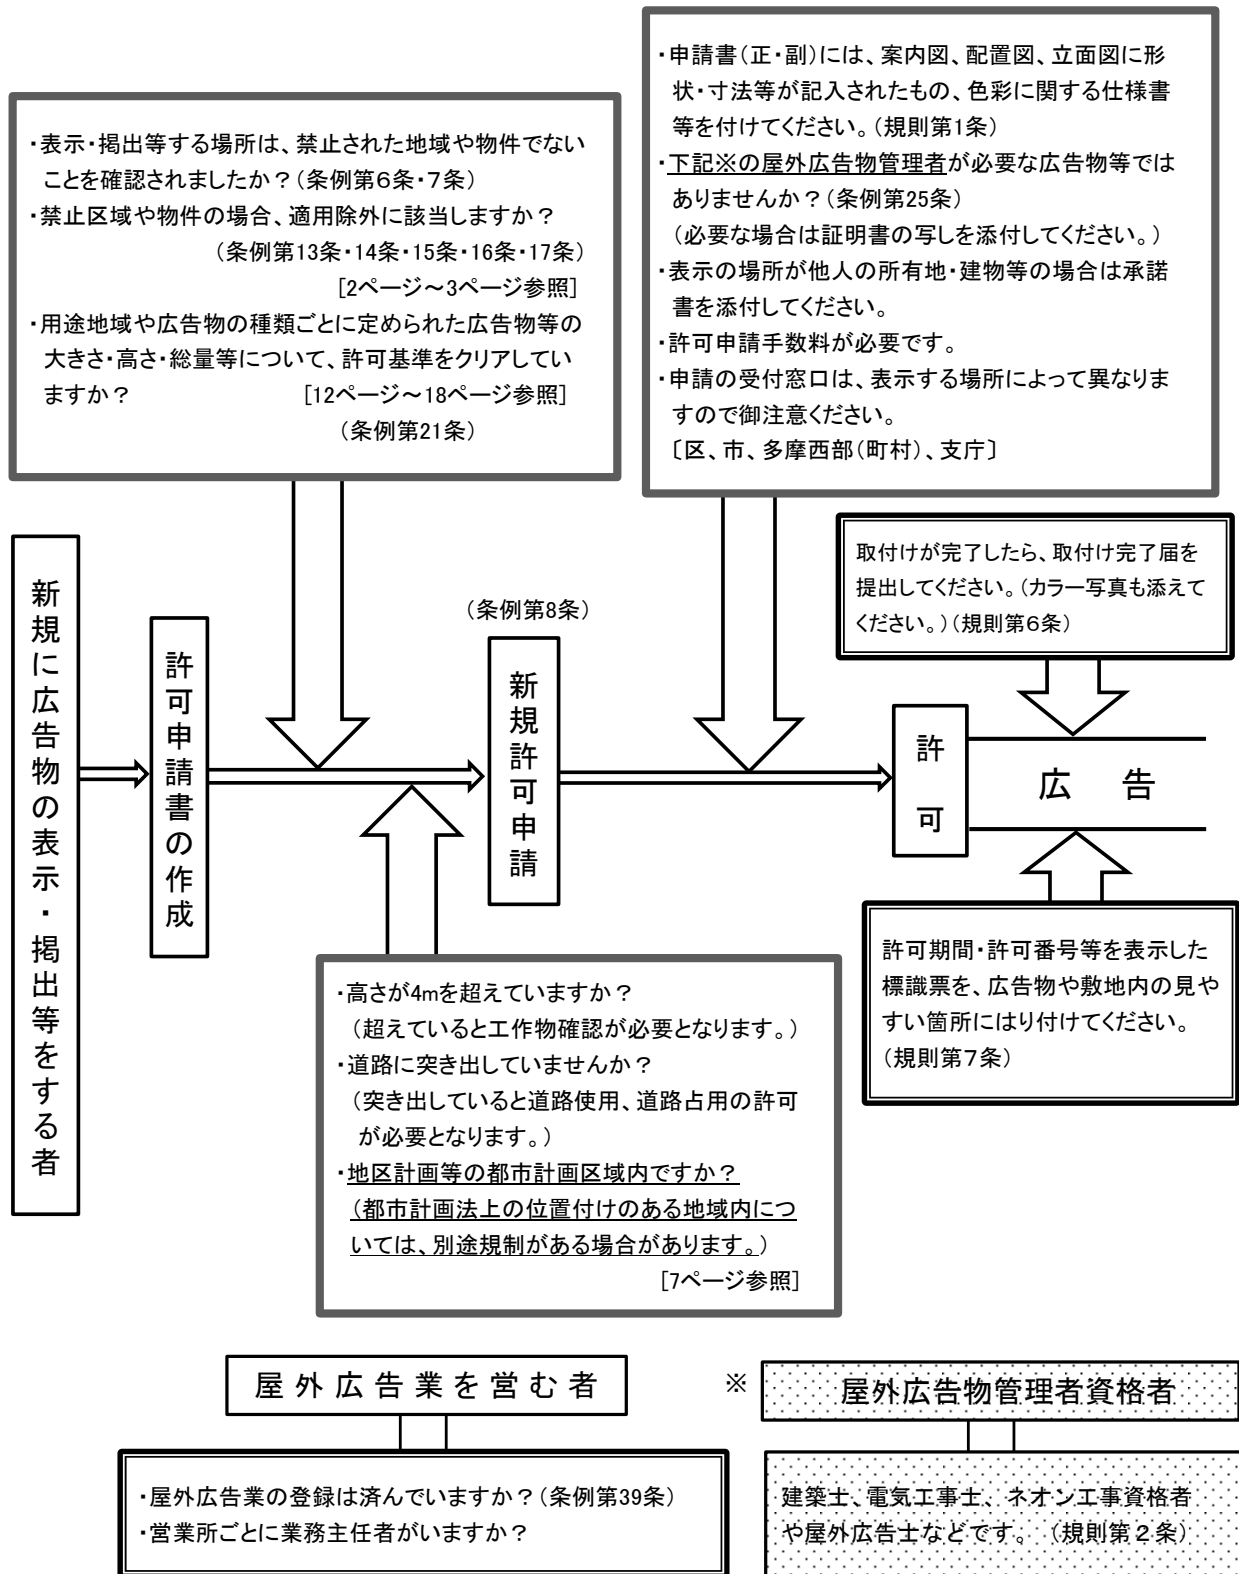 ・表示・掲出等する場所は、禁止された地域や物件でない
ことを確認されましたか？(条例第６条・７条)
・禁止区域や物件の場合、適用除外に該当しますか？
(条例第13条・14条・15条・16条・17条)
[2ページ～3ページ参照]
・用途地域や広告物の種類ごとに定められた広告物等の
大きさ・高さ・総量等について、許可基準をクリアしてい
ますか？ [12ページ～18ページ参照]
(条例第21条)
・申請書(正・副)には、案内図、配置図、立面図に形
状・寸法等が記入されたもの、色彩に関する仕様書
等を付けてください。(規則第1条)
・下記※の屋外広告物管理者が必要な広告物等では
ありませんか？(条例第25条)
(必要な場合は証明書の写しを添付してください。)
・表示の場所が他人の所有地・建物等の場合は承諾
書を添付してください。
・許可申請手数料が必要です。
・申請の受付窓口は、表示する場所によって異なりま
すので御注意ください。
〔区、市、多摩西部(町村)、支庁〕
取付けが完了したら、取付け完了届を
提出してください。(カラー写真も添えて
ください。)(規則第６条)
新規に広告物の表示・掲出等をする者
許可申請書の作成
(条例第8条)
新規許可申請
許可
広　告
・高さが4mを超えていますか？
(超えていると工作物確認が必要となります。)
・道路に突き出していませんか？
(突き出していると道路使用、道路占用の許可
が必要となります。)
・地区計画等の都市計画区域内ですか？
(都市計画法上の位置付けのある地域内につ
いては、別途規制がある場合があります。)
[7ページ参照]
許可期間・許可番号等を表示した
標識票を、広告物や敷地内の見や
すい箇所にはり付けてください。
(規則第７条)
屋外広告業を営む者
・屋外広告業の登録は済んでいますか？(条例第39条)
・営業所ごとに業務主任者がいますか？
※ 屋外広告物管理者資格者
建築士、電気工事士、ネオン工事資格者
や屋外広告士などです。 (規則第２条)